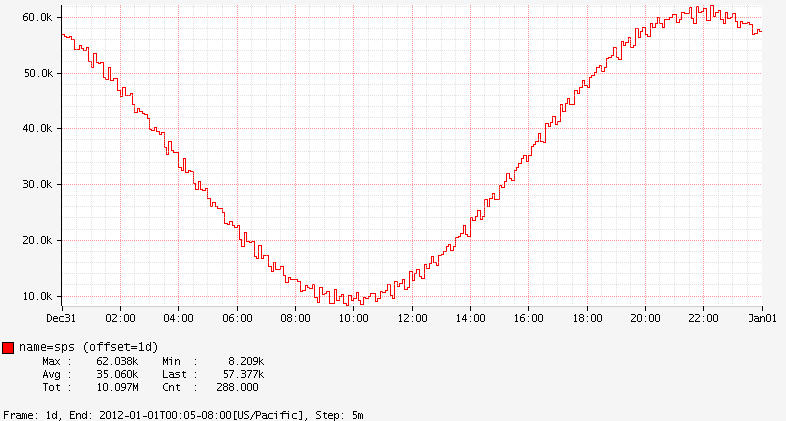 60.0k
50.0k
40.0k
30.0k
20.0k
10.0k
Dec31 02:00 04:00 06:00 08:00 10:00 12:00 14:00 16:00 18:00 20:00 22:00 Jan01
name=sps (offset=1d)
Max : 62.038k Min : 8.209k
Avg : 35.060k Last : 57.377k
Tot : 10.097M Cnt : 288.000
Frame: 1d, End: 2012-01-01T00:05-08:00[US/Pacific], Step: 5m